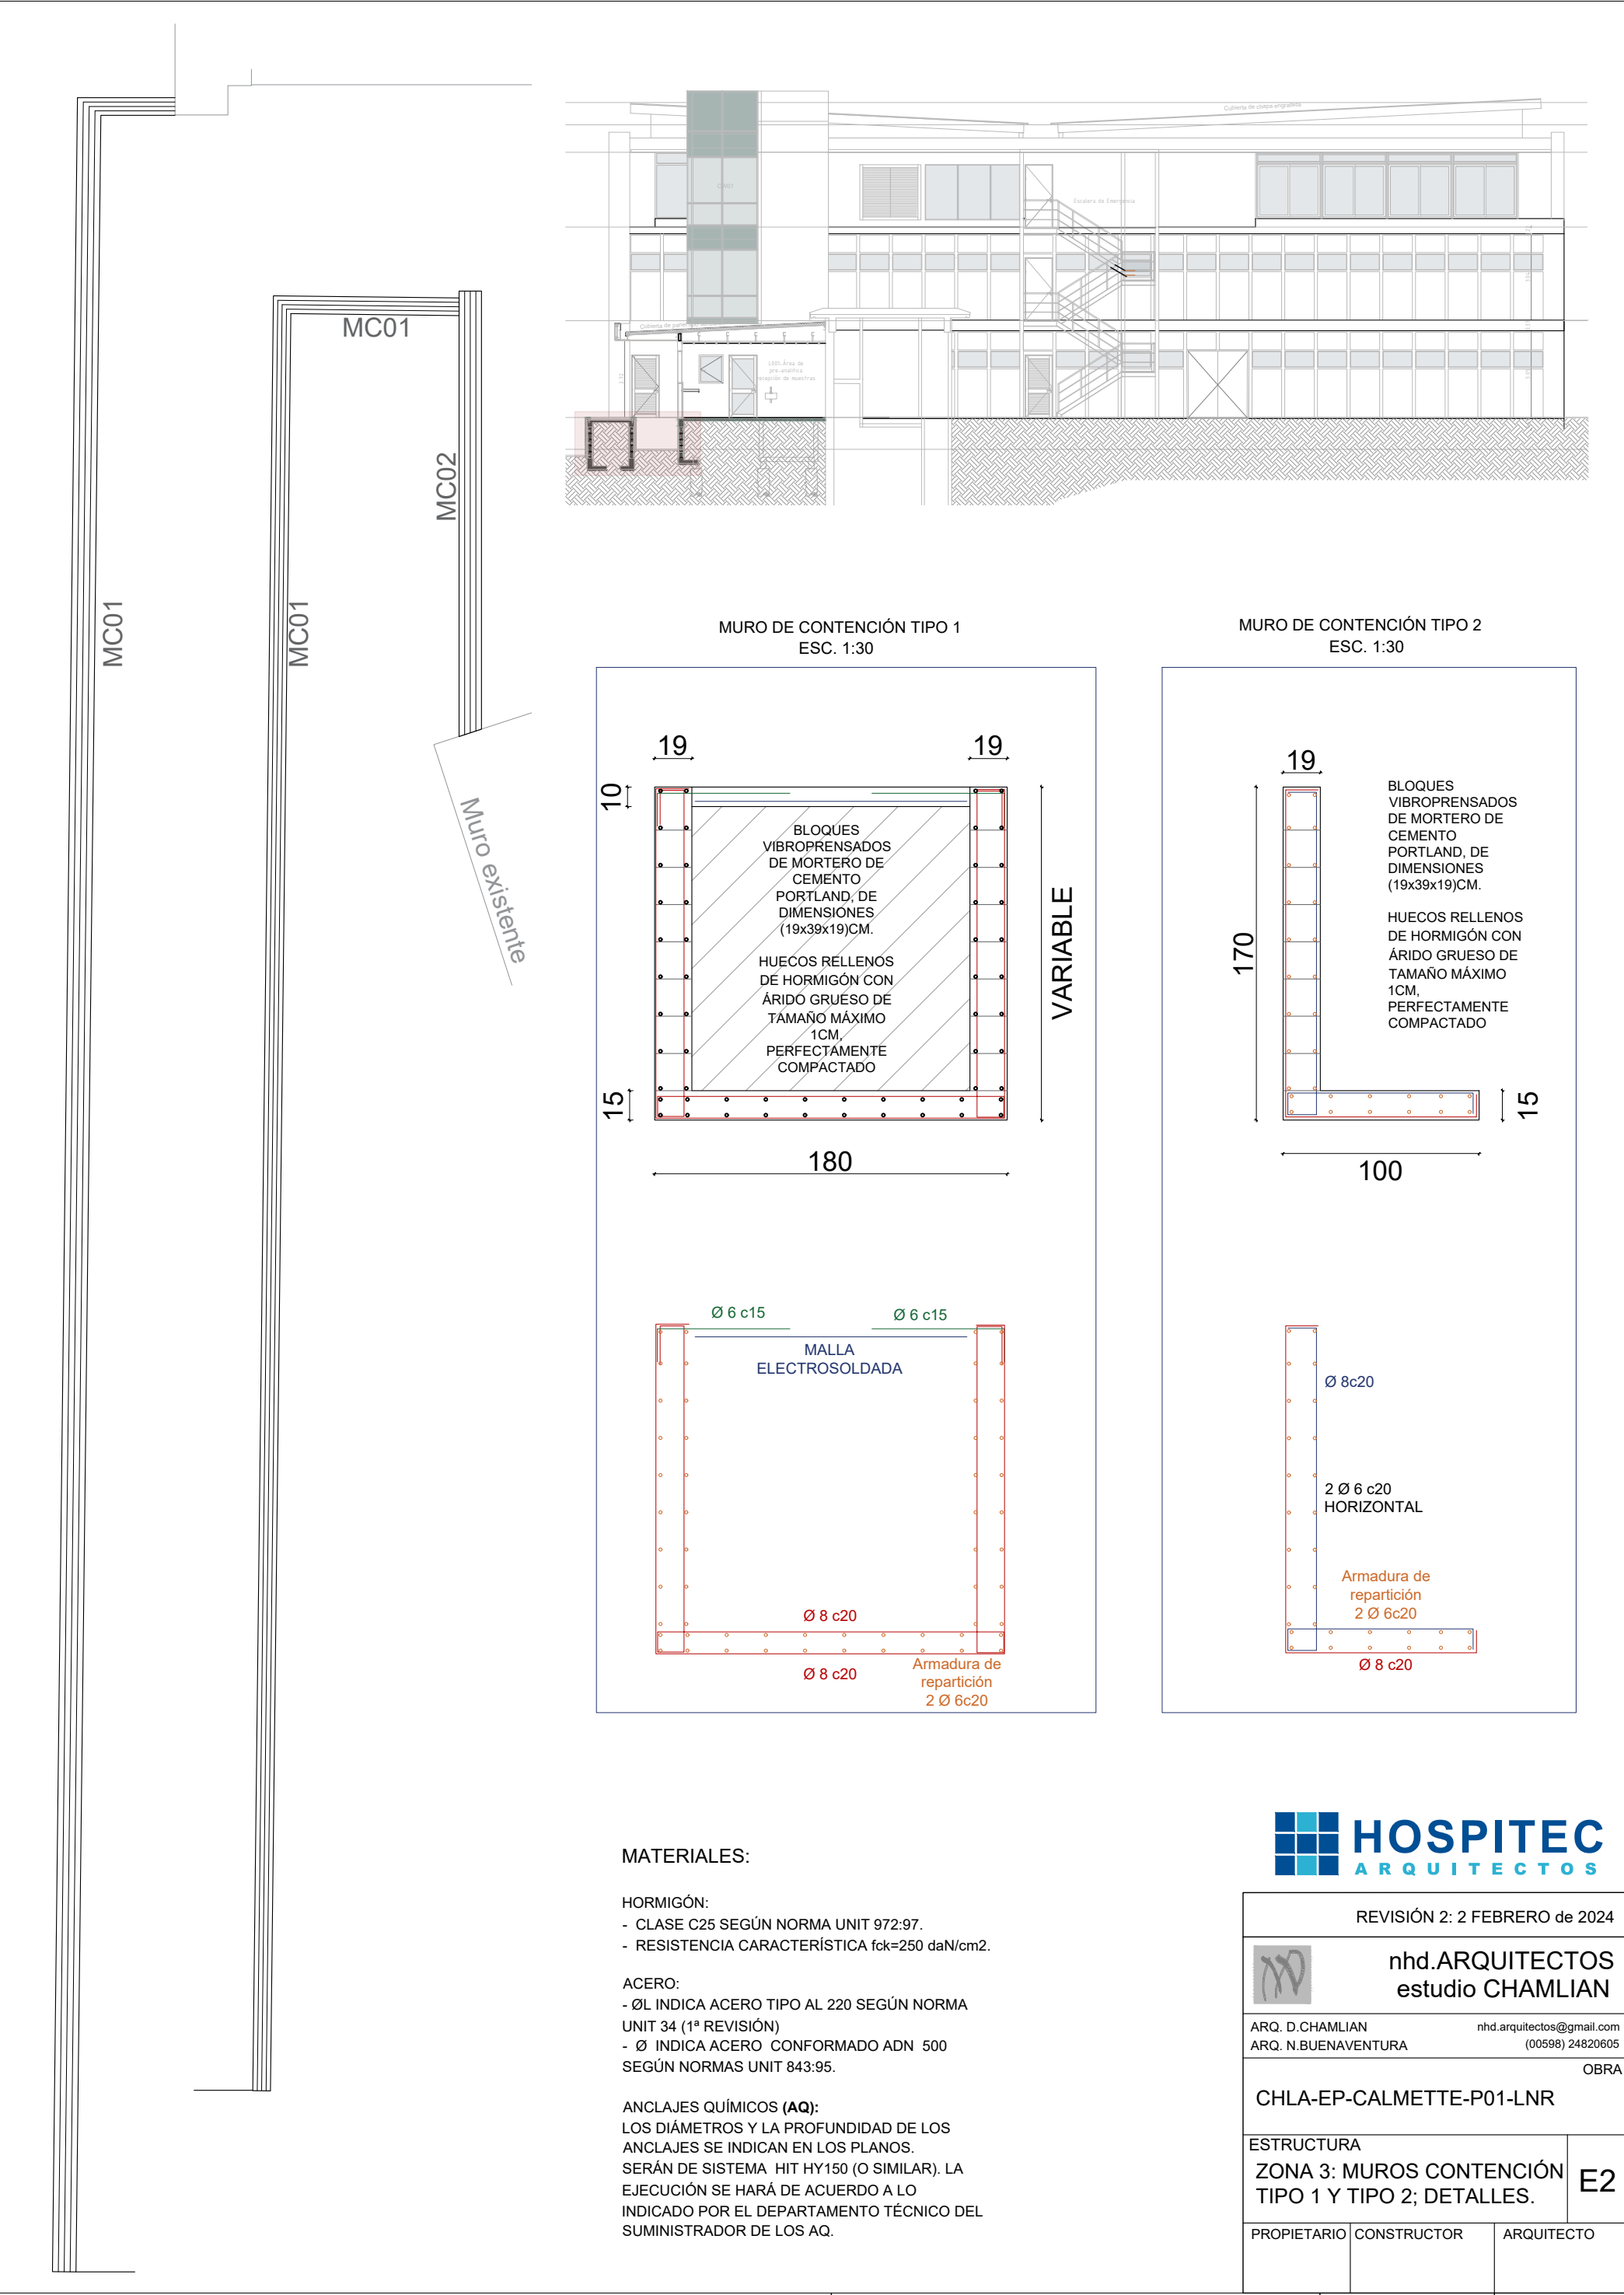 Cubierta de chapa engrafada
Escalera de Emergencia
pre-analítica
MC01
MC02
MC01
MC01
Muro existente
MURO DE CONTENCIÓN TIPO 1
ESC. 1:30
19
19
10
BLOQUES
VIBROPRENSADOS
DE MORTERO DE
CEMENTO
PORTLAND, DE
DIMENSIONES
(19x39x19)CM.
HUECOS RELLENOS
DE HORMIGÓN CON
ÁRIDO GRUESO DE
TAMAÑO MÁXIMO
1CM,
PERFECTAMENTE
COMPACTADO
VARIABLE
15
180
Ø 6 c15
Ø 6 c15
MALLA
ELECTROSOLDADA
Ø 8 c20
Ø 8 c20
Armadura de
repartición
2 Ø 6c20
MURO DE CONTENCIÓN TIPO 2
ESC. 1:30
19
BLOQUES
VIBROPRENSADOS
DE MORTERO DE
CEMENTO
PORTLAND, DE
DIMENSIONES
(19x39x19)CM.
HUECOS RELLENOS
DE HORMIGÓN CON
ÁRIDO GRUESO DE
TAMAÑO MÁXIMO
1CM,
PERFECTAMENTE
COMPACTADO
170
15
100
Ø 8c20
2 Ø 6 c20
HORIZONTAL
Armadura de
repartición
2 Ø 6c20
Ø 8 c20
MATERIALES:
HORMIGÓN:
- CLASE C25 SEGÚN NORMA UNIT 972:97.
- RESISTENCIA CARACTERÍSTICA fck=250 daN/cm2.
ACERO:
- ØL INDICA ACERO TIPO AL 220 SEGÚN NORMA
UNIT 34 (1ª REVISIÓN)
- Ø INDICA ACERO CONFORMADO ADN 500
SEGÚN NORMAS UNIT 843:95.
ANCLAJES QUÍMICOS (AQ):
LOS DIÁMETROS Y LA PROFUNDIDAD DE LOS
ANCLAJES SE INDICAN EN LOS PLANOS.
SERÁN DE SISTEMA HIT HY150 (O SIMILAR). LA
EJECUCIÓN SE HARÁ DE ACUERDO A LO
INDICADO POR EL DEPARTAMENTO TÉCNICO DEL
SUMINISTRADOR DE LOS AQ.
HOSPITEC
ARQUITECTOS
REVISIÓN 2: 2 FEBRERO de 2024
nhd.ARQUITECTOS
estudio CHAMLIAN
ARQ. D.CHAMLIAN nhd.arquitectos@gmail.com
ARQ. N.BUENAVENTURA (00598) 24820605
OBRA
CHLA-EP-CALMETTE-P01-LNR
ESTRUCTURA
ZONA 3: MUROS CONTENCIÓN
TIPO 1 Y TIPO 2; DETALLES.
E2
PROPIETARIO CONSTRUCTOR ARQUITECTO